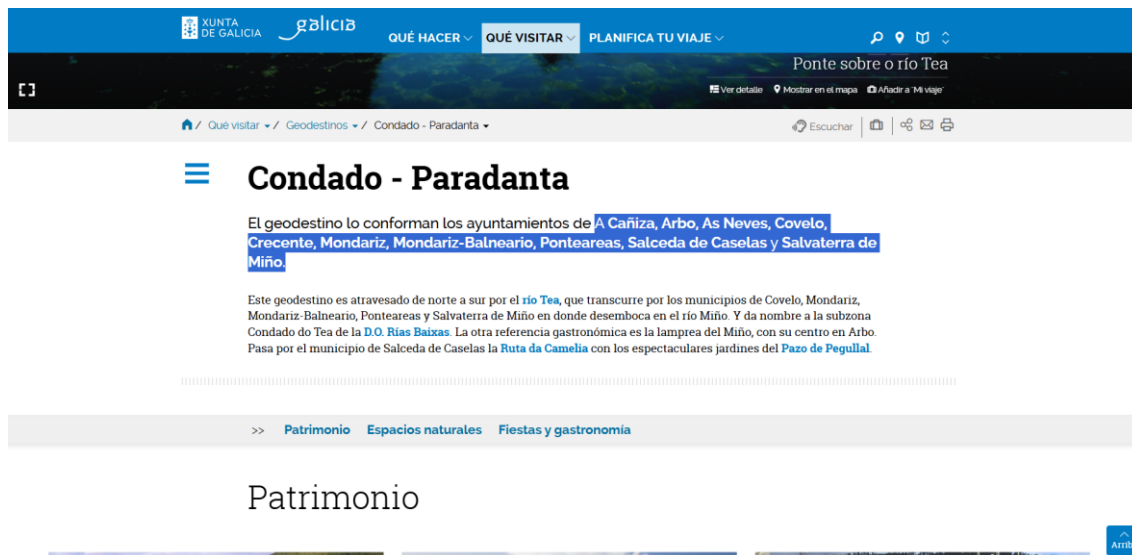 XUNTA
DE GALICIA
galicia
QUÉ HACER QUÉ VISITAR PLANIFICA TU VIAJE
Ponte sobre o río Tea
Ver detalle Mostrar en el mapa Añadir a "Mi viaje"
/ Qué visitar / Geodestinos / Condado - Paradanta
Escuchar
Condado - Paradanta
El geodestino lo conforman los ayuntamientos de A Cañiza, Arbo, As Neves, Covelo,
Crecente, Mondariz, Mondariz-Balneario, Ponteareas, Salceda de Caselas y Salvaterra de
Miño.
Este geodestino es atravesado de norte a sur por el río Tea, que transcurre por los municipios de Covelo, Mondariz,
Mondariz-Balneario, Ponteareas y Salvaterra de Miño en donde desemboca en el río Miño. Y da nombre a la subzona
Condado do Tea de la D.O. Rías Baixas. La otra referencia gastronómica es la lamprea del Miño, con su centro en Arbo.
Pasa por el municipio de Salceda de Caselas la Ruta da Camelia con los espectaculares jardines del Pazo de Pegullal.
>> Patrimonio Espacios naturales Fiestas y gastronomía
Patrimonio
Arrib